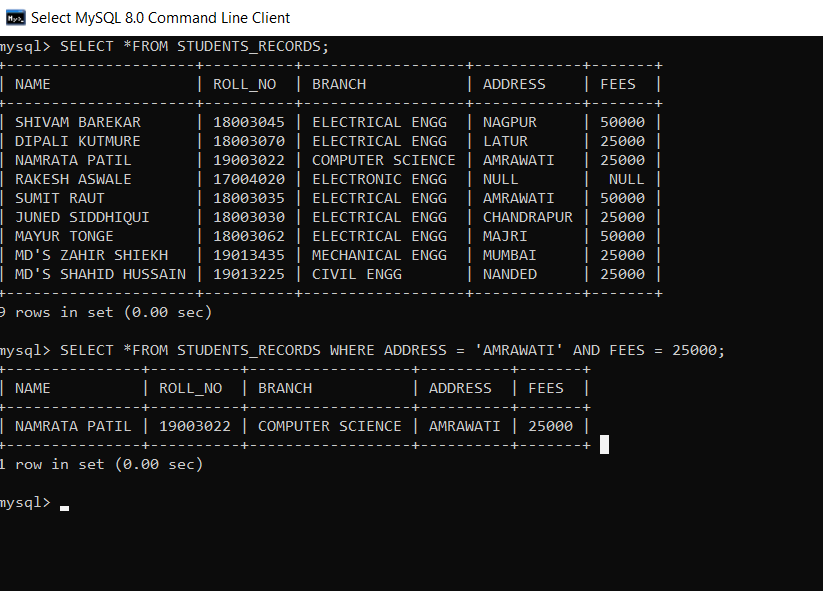 Select MySQL 8.0 Command Line Client
mysql> SELECT *FROM STUDENTS_RECORDS;
+---------------------+----------+------------------+------------+-------+
| NAME                | ROLL_NO  | BRANCH           | ADDRESS    | FEES  |
+---------------------+----------+------------------+------------+-------+
| SHIVAM BAREKAR      | 18003045 | ELECTRICAL ENGG  | NAGPUR     | 50000 |
| DIPALI KUTMURE      | 18003070 | ELECTRICAL ENGG  | LATUR      | 25000 |
| NAMRATA PATIL       | 19003022 | COMPUTER SCIENCE | AMRAWATI   | 25000 |
| RAKESH ASWALE       | 17004020 | ELECTRONIC ENGG  | NULL       |  NULL |
| SUMIT RAUT          | 18003035 | ELECTRICAL ENGG  | AMRAWATI   | 50000 |
| JUNED SIDDHIQUI     | 18003030 | ELECTRICAL ENGG  | CHANDRAPUR | 25000 |
| MAYUR TONGE         | 18003062 | ELECTRICAL ENGG  | MAJRI      | 50000 |
| MD'S ZAHIR SHIEKH   | 19013435 | MECHANICAL ENGG  | MUMBAI     | 25000 |
| MD'S SHAHID HUSSAIN | 19013225 | CIVIL ENGG       | NANDED     | 25000 |
+---------------------+----------+------------------+------------+-------+
9 rows in set (0.00 sec)
mysql> SELECT *FROM STUDENTS_RECORDS WHERE ADDRESS = 'AMRAWATI' AND FEES = 25000;
+---------------+----------+------------------+----------+-------+
| NAME          | ROLL_NO  | BRANCH           | ADDRESS  | FEES  |
+---------------+----------+------------------+----------+-------+
| NAMRATA PATIL | 19003022 | COMPUTER SCIENCE | AMRAWATI | 25000 |
+---------------+----------+------------------+----------+-------+
1 row in set (0.00 sec)
mysql>